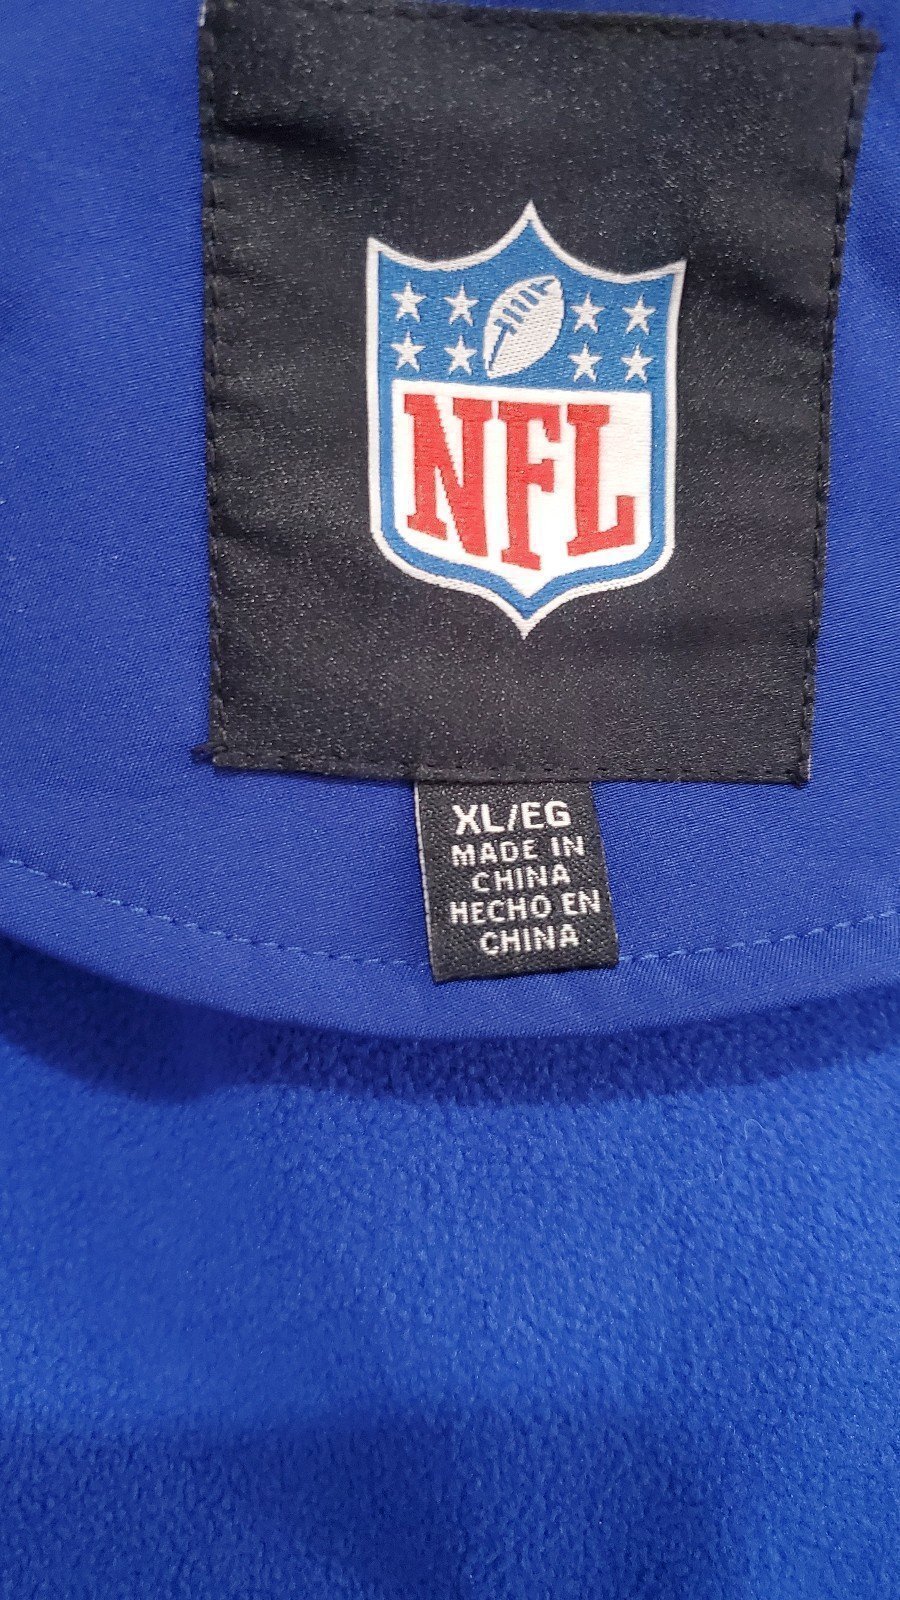 NFL
XL/EG
MADE IN
CHINA
HECHO EN
CHINA